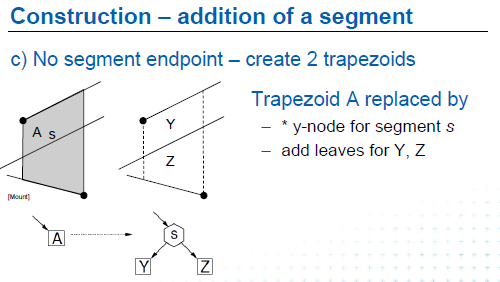 Construction – addition of a segment
c) No segment endpoint – create 2 trapezoids
Trapezoid A replaced by
– * y-node for segment s
– add leaves for Y, Z
A s
Y
Z
[Mount]
A
s
Y
Z